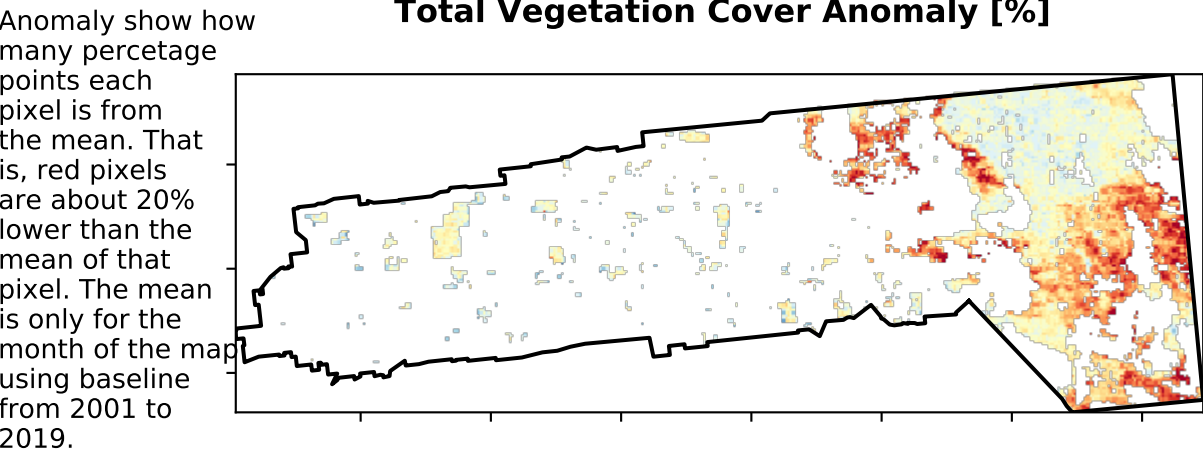 Total Vegetation Cover Anomaly [%]
Anomaly show how
many percetage
points each
pixel is from
the mean. That
is, red pixels
are about 20%
lower than the
mean of that
pixel. The mean
is only for the
month of the map
using baseline
from 2001 to
2019.